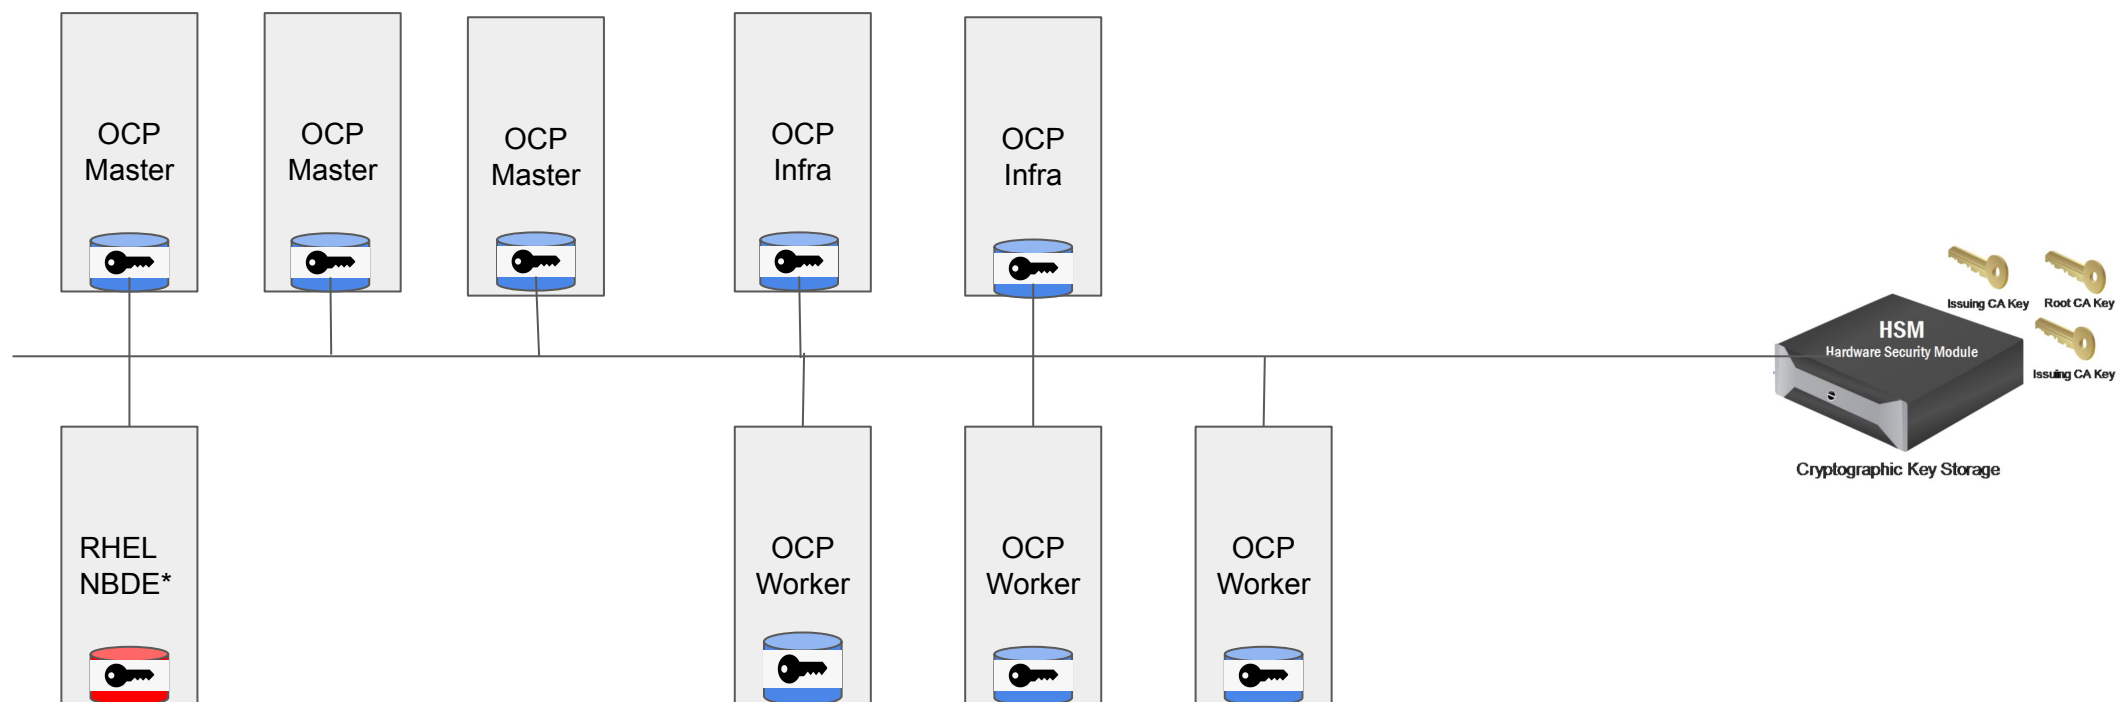 OCP
Master
OCP
Master
OCP
Master
OCP
Infra
OCP
Infra
Issuing CA Key
Root CA Key
HSM
Hardware Security Module
Issuing CA Key
Cryptographic Key Storage
RHEL
NBDE*
OCP
Worker
OCP
Worker
OCP
Worker